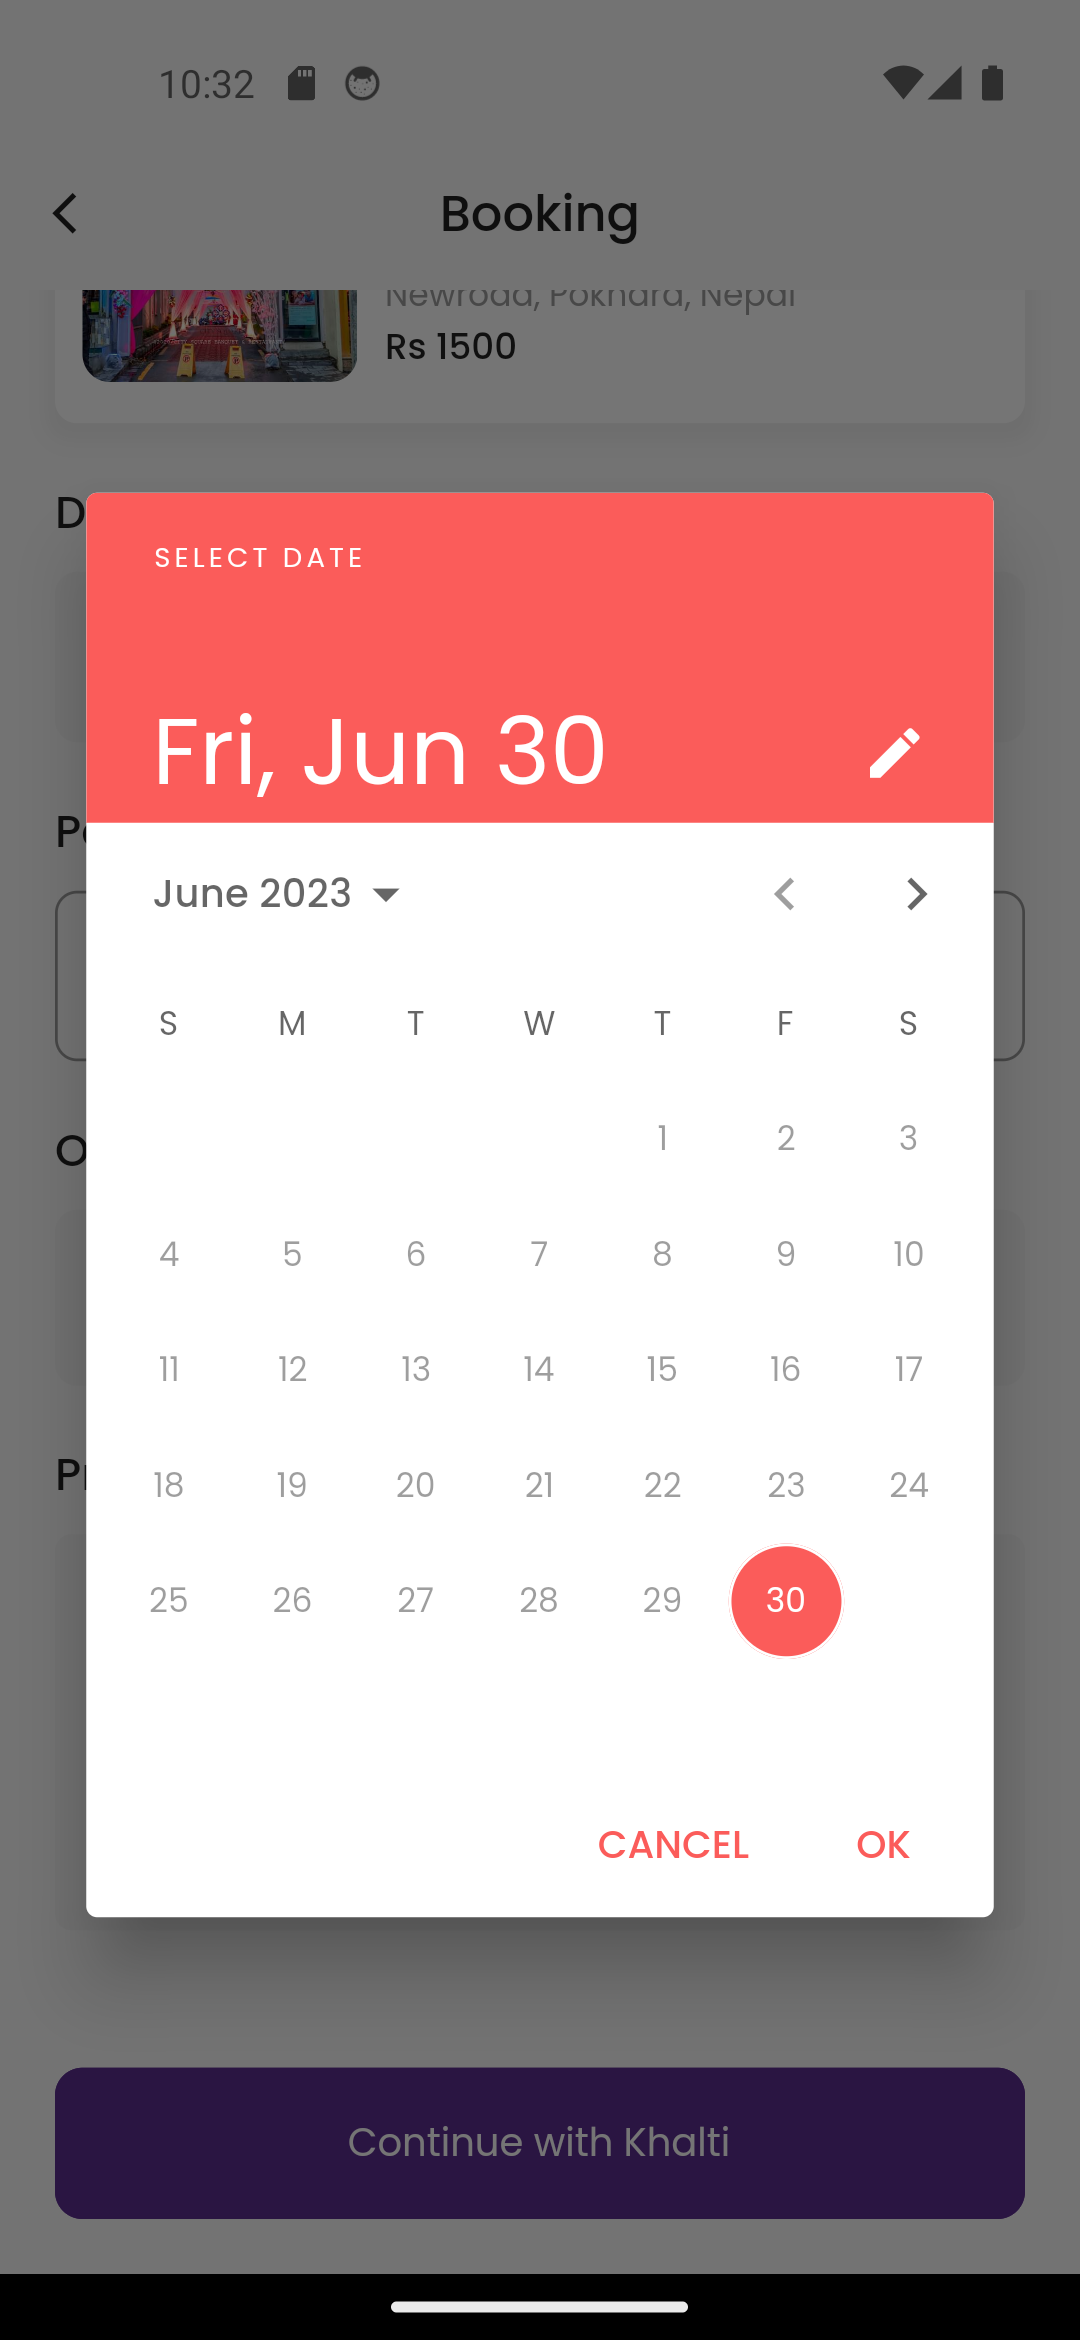 10:32
Booking
Newroad, Pokhara, Nepal
Rs 1500
D
SELECT DATE
Fri, Jun 30
P
June 2023
S M T W T F S
1 2 3
4 5 6 7 8 9 10
O
11 12 13 14 15 16 17
18 19 20 21 22 23 24
P
25 26 27 28 29 30
CANCEL OK
Continue with Khalti